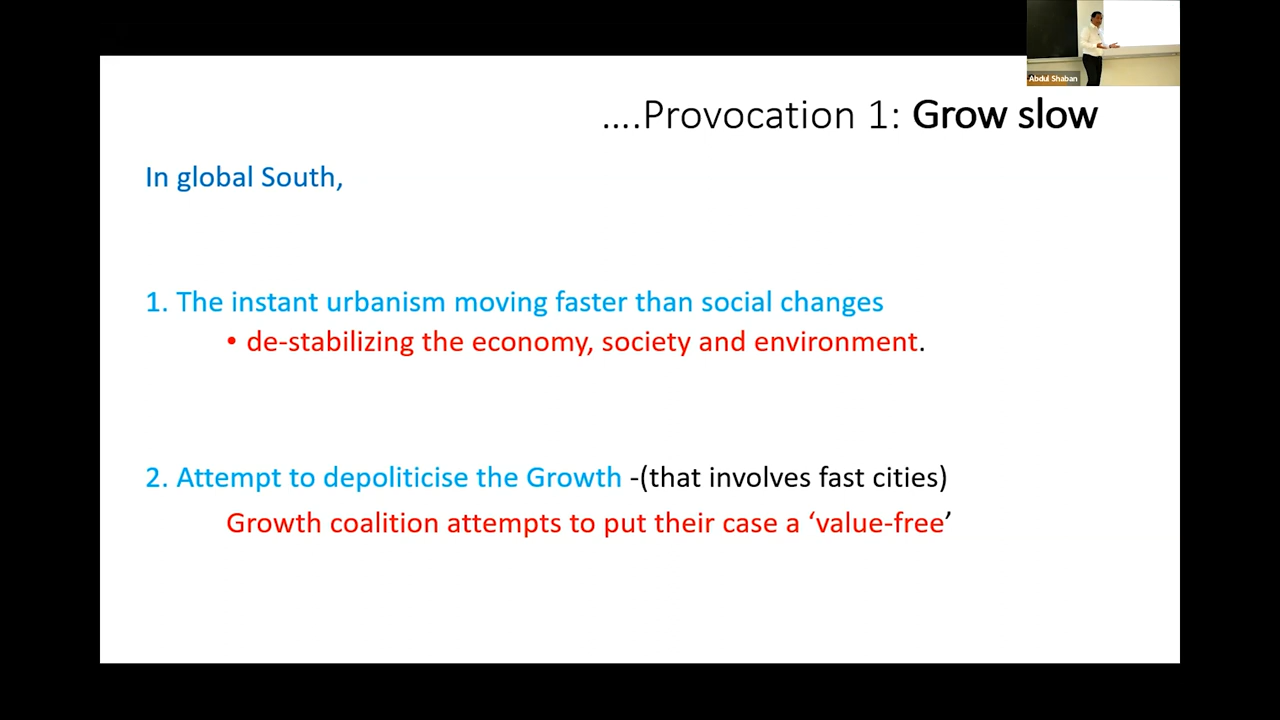 Abdul Shaban
....Provocation 1: Grow slow
In global South,
1. The instant urbanism moving faster than social changes
• de-stabilizing the economy, society and environment.
2. Attempt to depoliticise the Growth -(that involves fast cities)
Growth coalition attempts to put their case a ‘value-free’